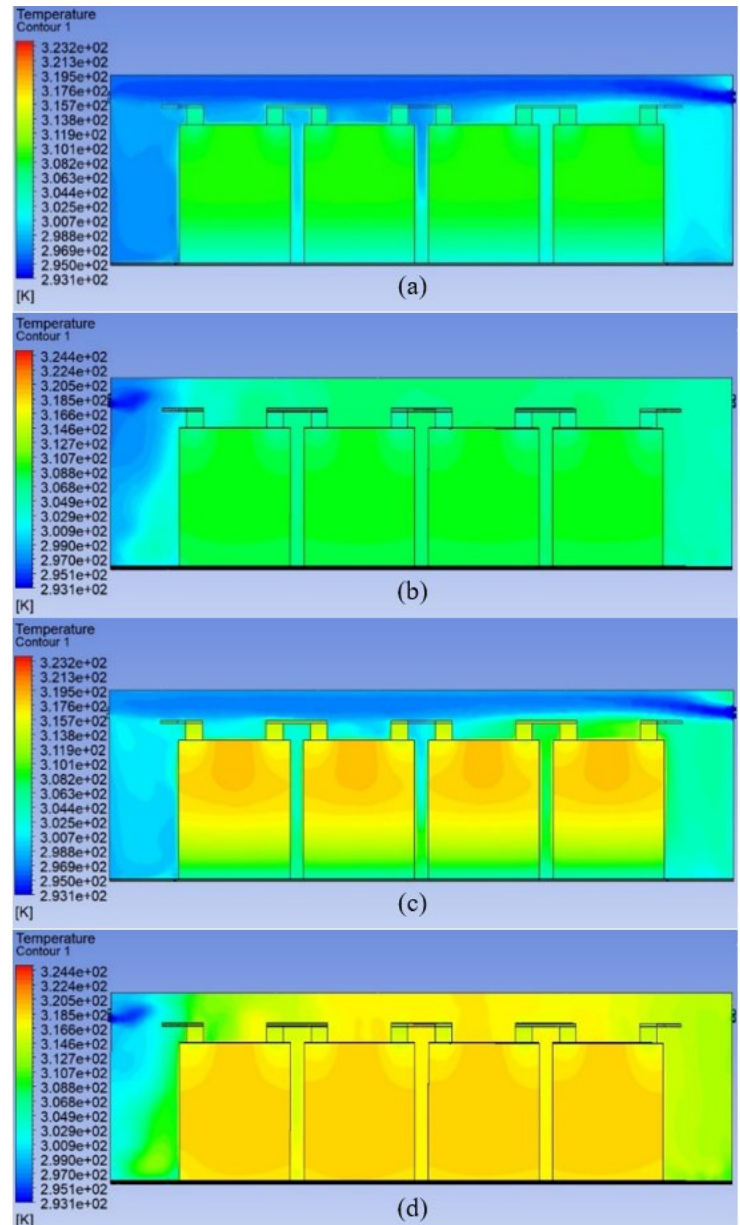 Temperature
Contour 1
3.232e+02
3.213e+02
3.195e+02
3.176e+02
3.157e+02
3.138e+02
3.119e+02
3.101e+02
3.082e+02
3.063e+02
3.044e+02
3.025e+02
3.007e+02
2.988e+02
2.969e+02
2.950e+02
2.931e+02
[K]
(a)
Temperature
Contour 1
3.244e+02
3.224e+02
3.205e+02
3.185e+02
3.166e+02
3.146e+02
3.127e+02
3.107e+02
3.088e+02
3.068e+02
3.049e+02
3.029e+02
3.009e+02
2.990e+02
2.970e+02
2.951e+02
2.931e+02
[K]
(b)
Temperature
Contour 1
3.232e+02
3.213e+02
3.195e+02
3.176e+02
3.157e+02
3.138e+02
3.119e+02
3.101e+02
3.082e+02
3.063e+02
3.044e+02
3.025e+02
3.007e+02
2.988e+02
2.969e+02
2.950e+02
2.931e+02
[K]
(c)
Temperature
Contour 1
3.244e+02
3.224e+02
3.205e+02
3.185e+02
3.166e+02
3.146e+02
3.127e+02
3.107e+02
3.088e+02
3.068e+02
3.049e+02
3.029e+02
3.009e+02
2.990e+02
2.970e+02
2.951e+02
2.931e+02
[K]
(d)